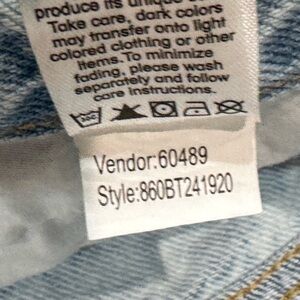 produce its unique
Take care, dark colors
may transfer onto light
colored clothing or other
items. To minimize
fading, please wash
separately and follow
care instructions.
Vendor:60489
Style:860BT241920